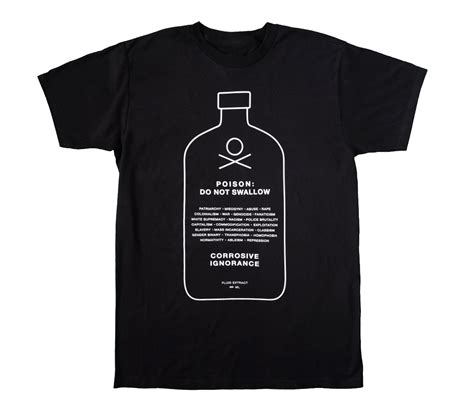 POISON:
DO NOT SWALLOW
PATRIARCHY - MISOGYNY - ABUSE - RAPE
COLONIALISM - WAR - GENOCIDE - FANATICISM
WHITE SUPREMACY - RACISM - POLICE BRUTALITY
CAPITALISM - COMMODIFICATION - EXPLOITATION
SLAVERY - MASS INCARCERATION - CLASSISM
GENDER BINARY - TRANSPHOBIA - HOMOPHOBIA
NORMATIVITY - ABLEISM - REPRESSION
CORROSIVE
IGNORANCE
FLUID EXTRACT
ML